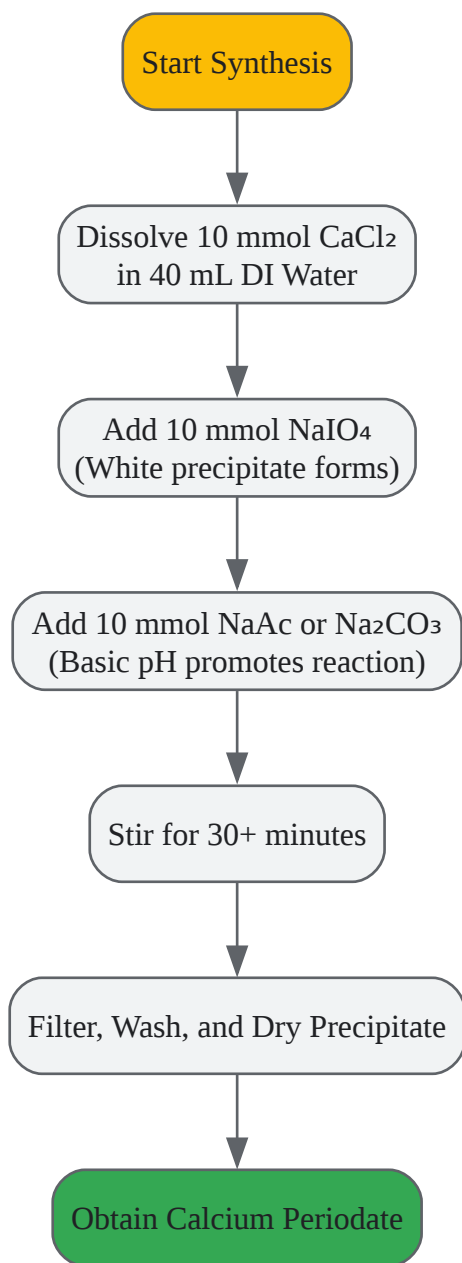 Start Synthesis
Dissolve 10 mmol CaCl₂
in 40 mL DI Water
Add 10 mmol NaIO₄
(White precipitate forms)
Add 10 mmol NaAc or Na₂CO₃
(Basic pH promotes reaction)
Stir for 30+ minutes
Filter, Wash, and Dry Precipitate
Obtain Calcium Periodate